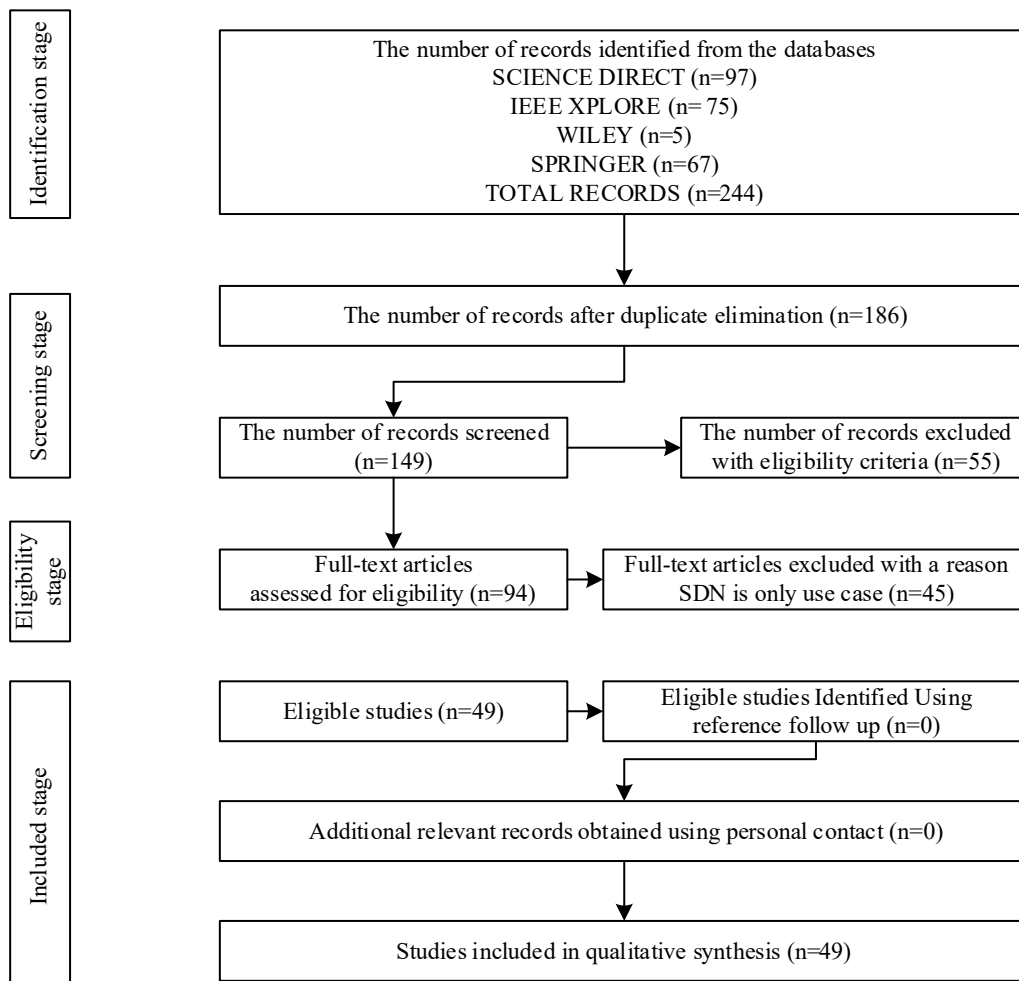 Identification stage
The number of records identified from the databases
SCIENCE DIRECT (n=97)
IEEE XPLORE (n= 75)
WILEY (n=5)
SPRINGER (n=67)
TOTAL RECORDS (n=244)
Screening stage
The number of records after duplicate elimination (n=186)
The number of records screened
(n=149)
The number of records excluded
with eligibility criteria (n=55)
Eligibility
stage
Full-text articles
assessed for eligibility (n=94)
Full-text articles excluded with a reason
SDN is only use case (n=45)
Included stage
Eligible studies (n=49)
Eligible studies Identified Using
reference follow up (n=0)
Additional relevant records obtained using personal contact (n=0)
Studies included in qualitative synthesis (n=49)